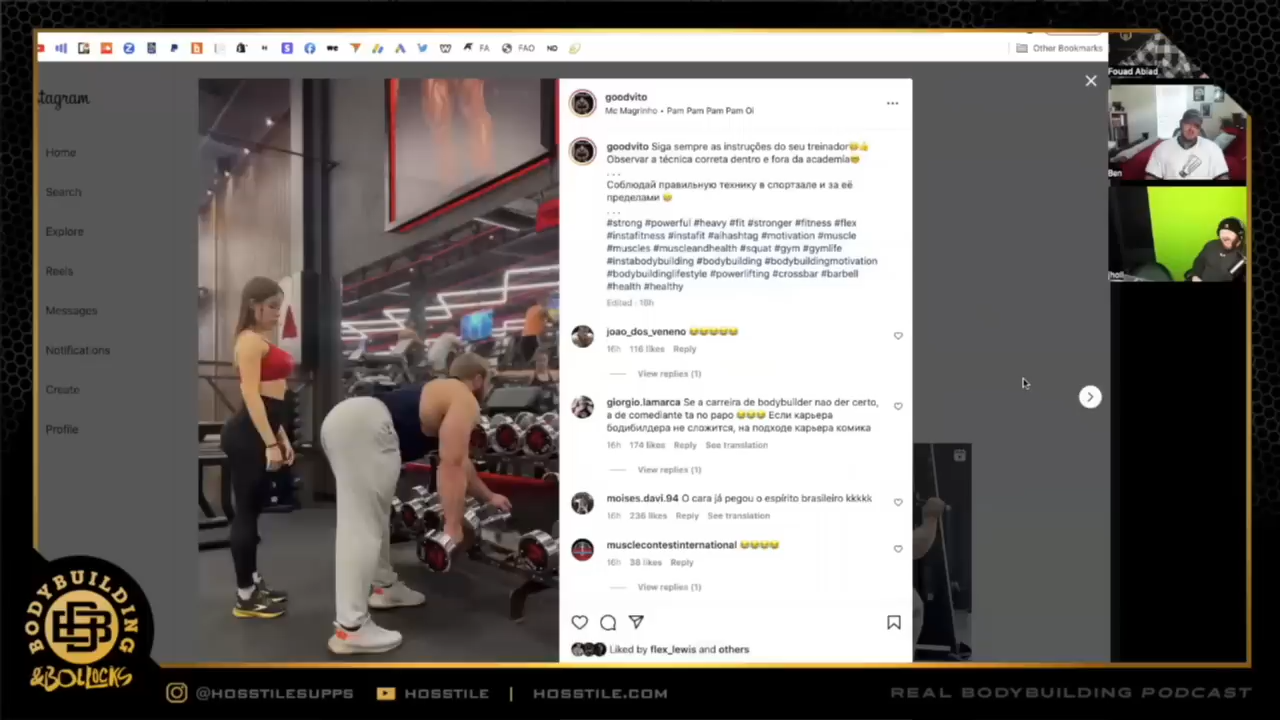 FA
FAO
ND
Other Bookmarks
Fouad Abiad
tagram
Home
Search
Explore
Reels
Messages
Notifications
Create
Profile
goodvito
Mc Magrinho • Pam Pam Pam Pam Oi
goodvito Siga sempre as instruções do seu treinador🤓👍
Observar a técnica correta dentro e fora da academia🤓
. . .
Соблюдай правильную технику в спортзале и за её
пределами 😅
. . .
#strong #powerful #heavy #fit #stronger #fitness #flex
#instafitness #instafit #aihashtag #motivation #muscle
#muscles #muscleandhealth #squat #gym #gymlife
#instabodybuilding #bodybuilding #bodybuildingmotivation
#bodybuildinglifestyle #powerlifting #crossbar #barbell
#health #healthy
Edited · 18h
joao_dos_veneno 😂😂😂😂😂
16h 116 likes Reply
View replies (1)
giorgio.lamarca Se a carreira de bodybuilder nao der certo,
a de comediante ta no papo 😂😂😂 Если карьера
бодибилдера не сложится, на подходе карьера комика
16h 174 likes Reply See translation
View replies (1)
moises.davi.94 O cara já pegou o espírito brasileiro kkkkk
16h 236 likes Reply See translation
musclecontestinternational 😂😂😂😂
16h 38 likes Reply
View replies (1)
Liked by flex_lewis and others
Ben
jholl
BODYBUILDING
BB
&BOLLOCKS
@HOSSTILESUPPS
HOSSTILE | HOSSTILE.COM
REAL BODYBUILDING PODCAST